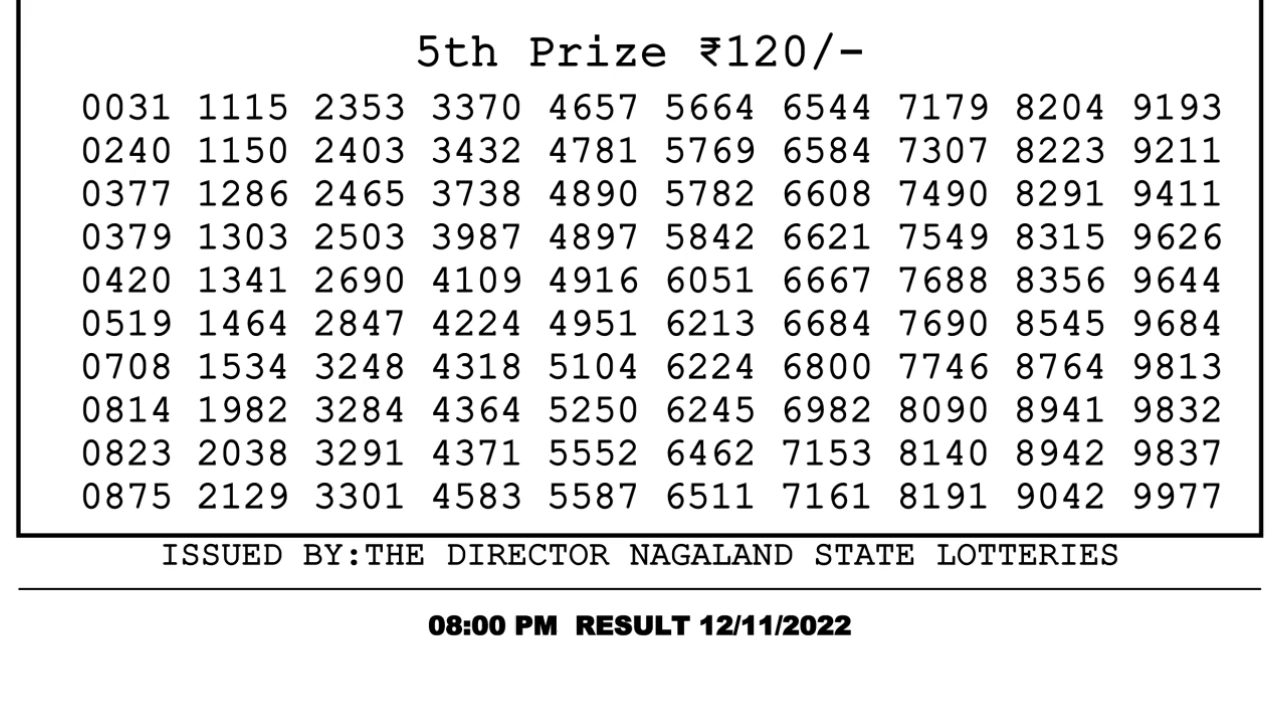 5th Prize ₹120/-
0031 1115 2353 3370 4657 5664 6544 7179 8204 9193
0240 1150 2403 3432 4781 5769 6584 7307 8223 9211
0377 1286 2465 3738 4890 5782 6608 7490 8291 9411
0379 1303 2503 3987 4897 5842 6621 7549 8315 9626
0420 1341 2690 4109 4916 6051 6667 7688 8356 9644
0519 1464 2847 4224 4951 6213 6684 7690 8545 9684
0708 1534 3248 4318 5104 6224 6800 7746 8764 9813
0814 1982 3284 4364 5250 6245 6982 8090 8941 9832
0823 2038 3291 4371 5552 6462 7153 8140 8942 9837
0875 2129 3301 4583 5587 6511 7161 8191 9042 9977
ISSUED BY:THE DIRECTOR NAGALAND STATE LOTTERIES
08:00 PM RESULT 12/11/2022